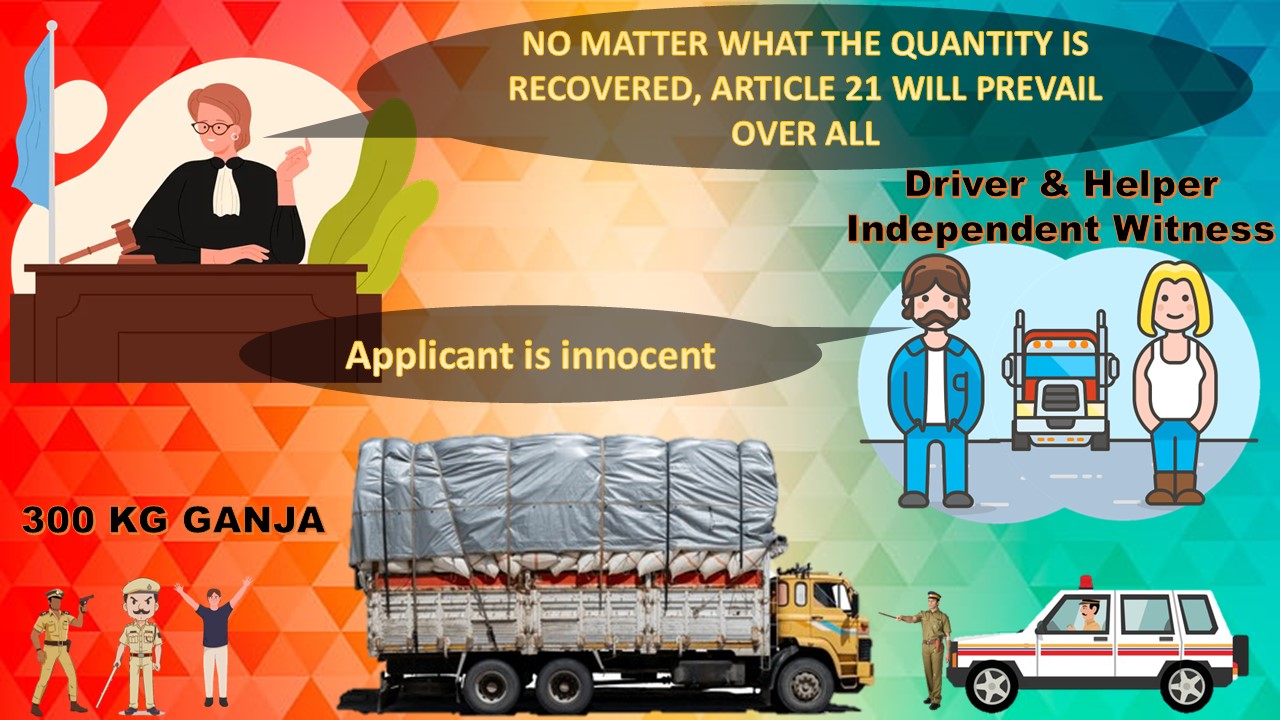 NO MATTER WHAT THE QUANTITY IS
RECOVERED, ARTICLE 21 WILL PREVAIL
OVER ALL
Driver & Helper
Independent Witness
Applicant is innocent
300 KG GANJA